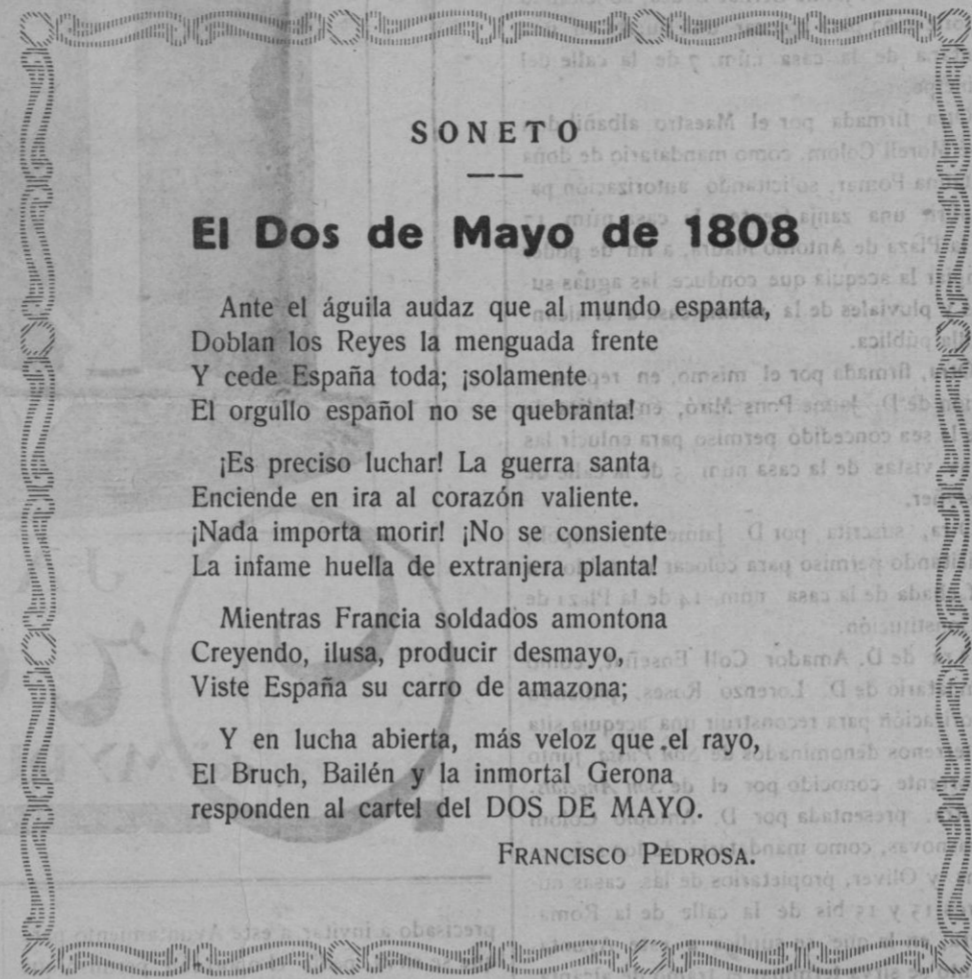 SONETO
El Dos de Mayo de 1808
Ante el águila audaz que al mundo espanta,
Doblan los Reyes la menguada frente
Y cede España toda; ¡solamente
El orgullo español no se quebranta!
¡Es preciso luchar! La guerra santa
Enciende en ira al corazón valiente.
¡Nada importa morir! ¡No se consiente
La infame huella de extranjera planta!
Mientras Francia soldados amontona
Creyendo, ilusa, producir desmayo,
Viste España su carro de amazona;
Y en lucha abierta, más veloz que el rayo,
El Bruch, Bailén y la inmortal Gerona
responden al cartel del DOS DE MAYO.
FRANCISCO PEDROSA.